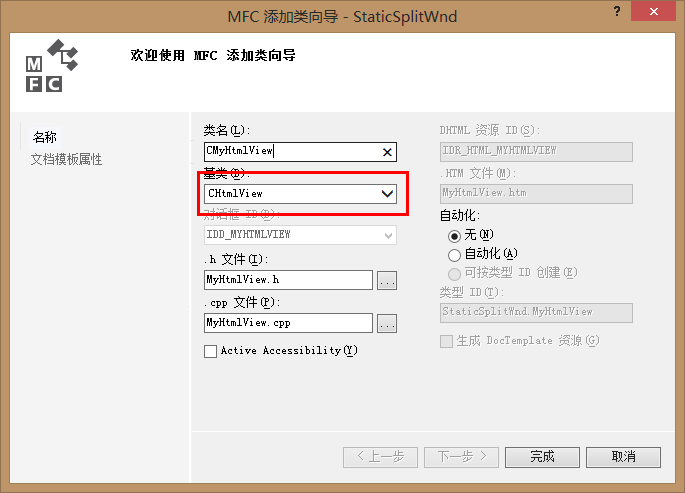 MFC 添加类向导 - StaticSplitWnd
?
M
F C
欢迎使用 MFC 添加类向导
名称
文档模板属性
类名(L):
CMyHtmlView
基类(B):
CHtmlView
对话框 ID(D):
IDD_MYHTMLVIEW
.h 文件(I):
MyHtmlView.h
...
.cpp 文件(P):
MyHtmlView.cpp
...
Active Accessibility(Y)
DHTML 资源 ID(S):
IDR_HTML_MYHTMLVIEW
.HTM 文件(M):
MyHtmlView.htm
自动化:
无(N)
自动化(A)
可按类型 ID 创建(E)
类型 ID(T):
StaticSplitWnd.MyHtmlView
生成 DocTemplate 资源(G)
< 上一步
下一步 >
完成
取消